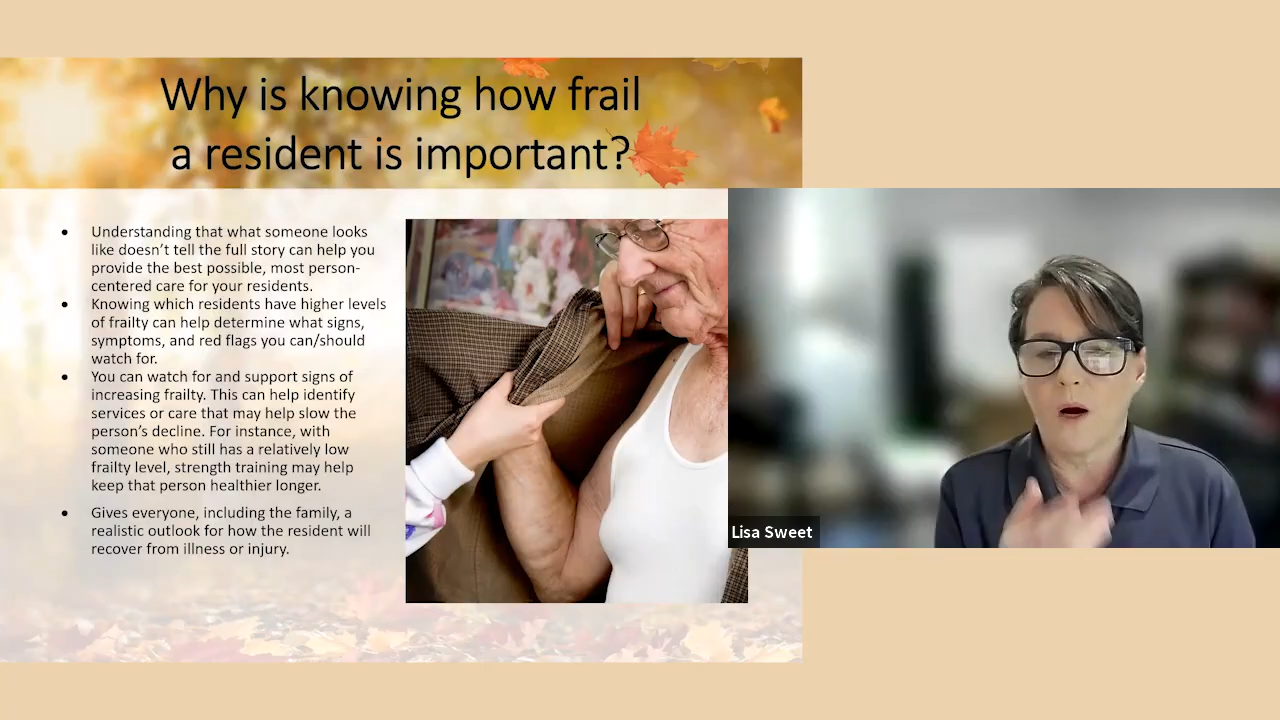 Why is knowing how frail
a resident is important?
• Understanding that what someone looks
like doesn’t tell the full story can help you
provide the best possible, most person-
centered care for your residents.
• Knowing which residents have higher levels
of frailty can help determine what signs,
symptoms, and red flags you can/should
watch for.
• You can watch for and support signs of
increasing frailty. This can help identify
services or care that may help slow the
person’s decline. For instance, with
someone who still has a relatively low
frailty level, strength training may help
keep that person healthier longer.
• Gives everyone, including the family, a
realistic outlook for how the resident will
recover from illness or injury.
Lisa Sweet